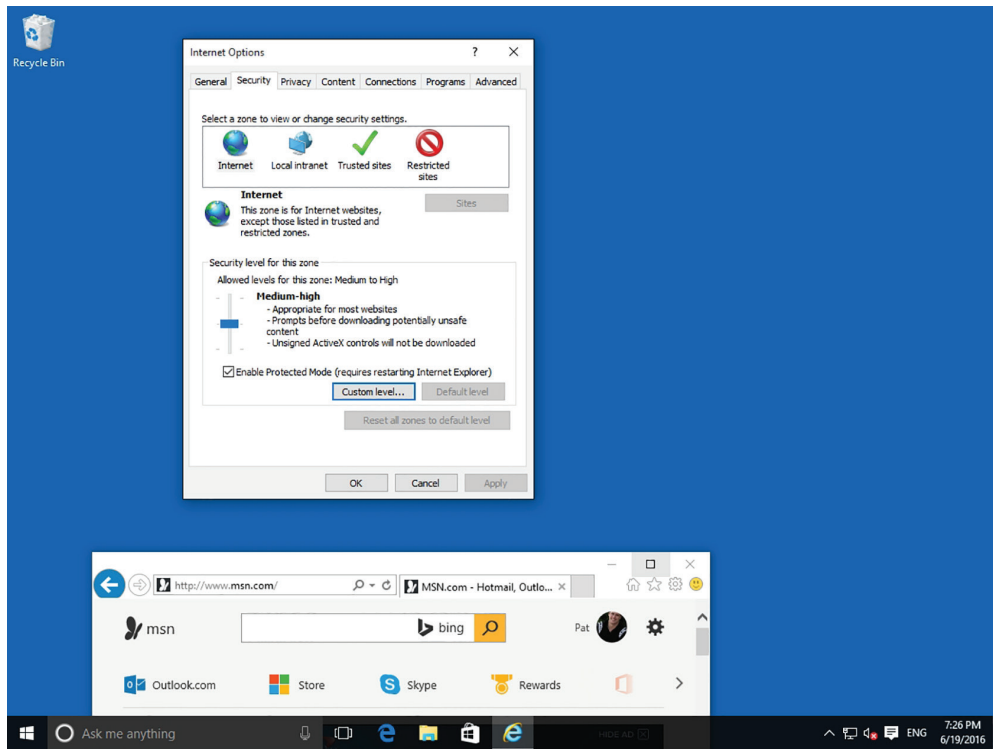 Recycle Bin
Internet Options
?
General Security Privacy Content Connections Programs Advanced
Select a zone to view or change security settings.
Internet
Local intranet
Trusted sites
Restricted
sites
Internet
This zone is for Internet websites,
except those listed in trusted and
restricted zones.
Sites
Security level for this zone
Allowed levels for this zone: Medium to High
Medium-high
- Appropriate for most websites
- Prompts before downloading potentially unsafe
content
- Unsigned ActiveX controls will not be downloaded
Enable Protected Mode (requires restarting Internet Explorer)
Custom level...
Default level
Reset all zones to default level
OK
Cancel
Apply
http://www.msn.com/
MSN.com - Hotmail, Outlo...
msn
bing
Pat
Outlook.com
Store
Skype
Rewards
Ask me anything
HIDE AD
ENG
7:26 PM
6/19/2016